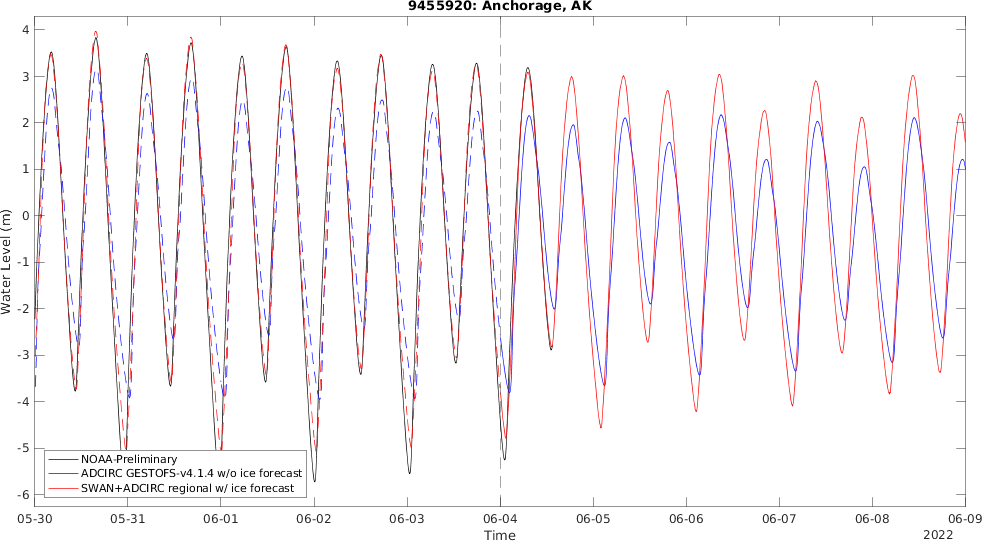 9455920: Anchorage, AK
4
3
2
1
0
-1
-2
-3
-4
-5
-6
Water Level (m)
NOAA-Preliminary
ADCIRC GESTOFS-v4.1.4 w/o ice forecast
SWAN+ADCIRC regional w/ ice forecast
05-30 05-31 06-01 06-02 06-03 06-04 06-05 06-06 06-07 06-08 06-09
Time
2022